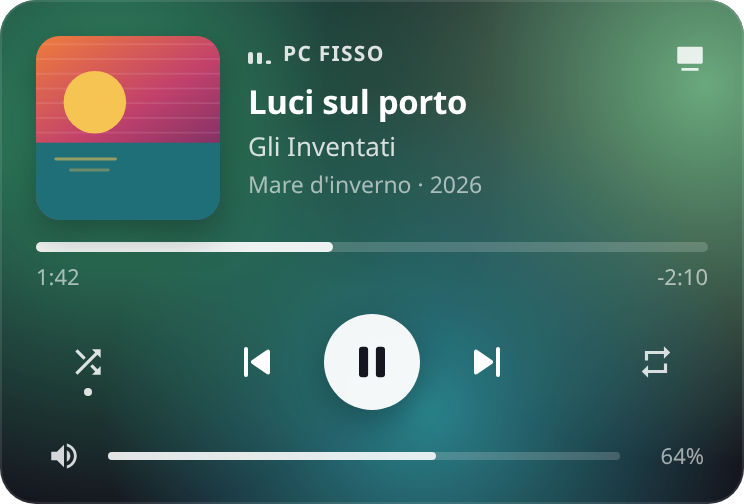 PC FISSO
Luci sul porto
Gli Inventati
Mare d'inverno · 2026
1:42
-2:10
64%